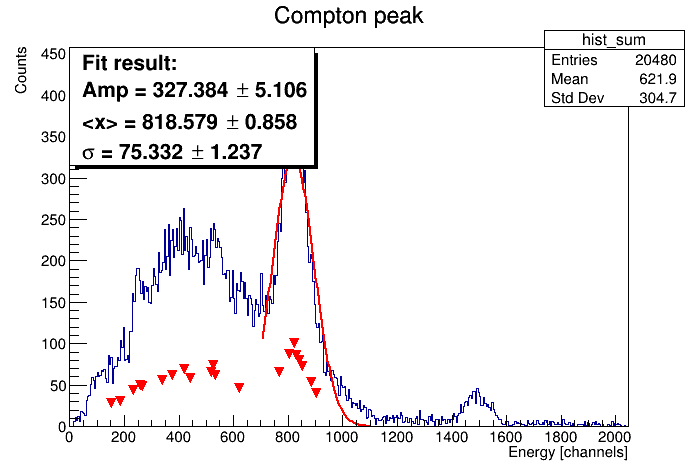 Compton peak
hist_sum
Entries 20480
Mean 621.9
Std Dev 304.7
Fit result:
Amp = 327.384 ± 5.106
<x> = 818.579 ± 0.858
σ = 75.332 ± 1.237
Counts
450
400
350
300
250
200
150
100
50
0
0 200 400 600 800 1000 1200 1400 1600 1800 2000
Energy [channels]